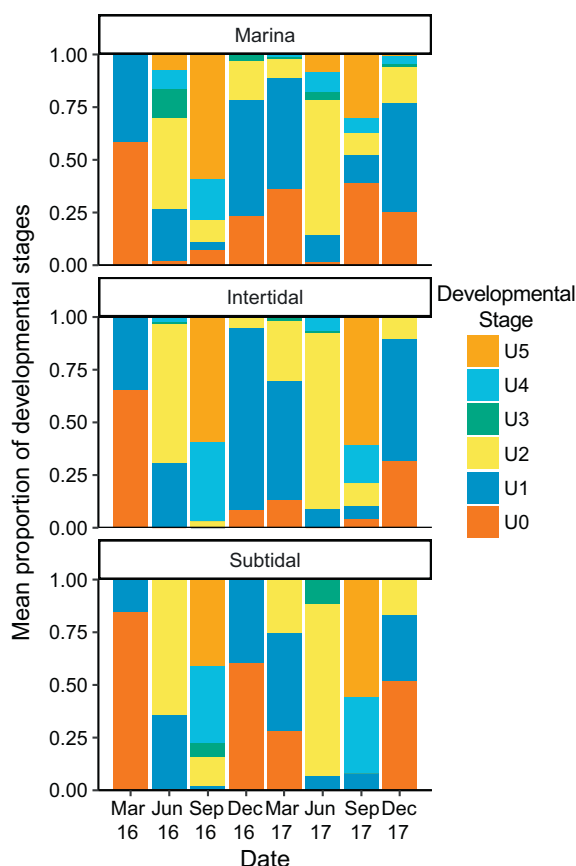 Marina
1.00
0.75
0.50
0.25
0.00
Intertidal
1.00
0.75
0.50
0.25
0.00
Subtidal
1.00
0.75
0.50
0.25
0.00
Mean proportion of developmental stages
Mar Jun Sep Dec Mar Jun Sep Dec
16 16 16 16 17 17 17 17
Date
Developmental
Stage
U5
U4
U3
U2
U1
U0